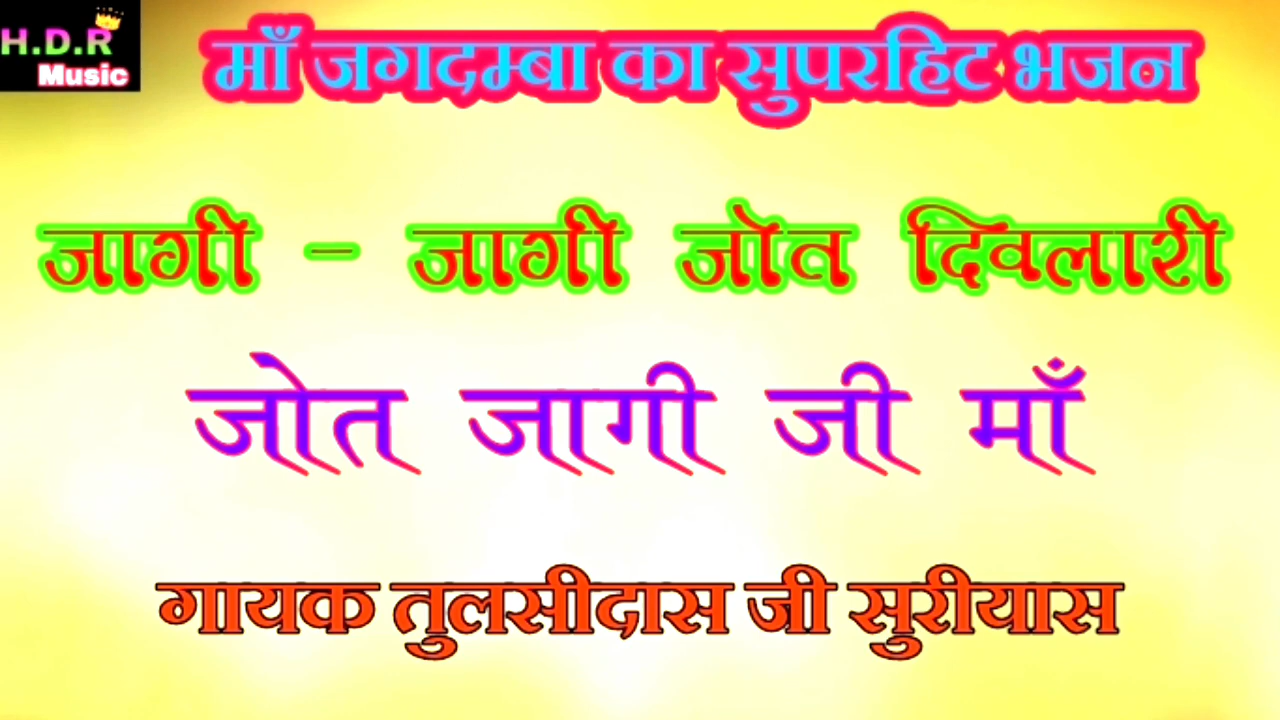 H.D.R
Music
माँ जगदम्बा का सुपरहिट भजन
जागी - जागी जोत दिवलारी
जोत जागी जी माँ
गायक तुलसीदास जी सुरीयास